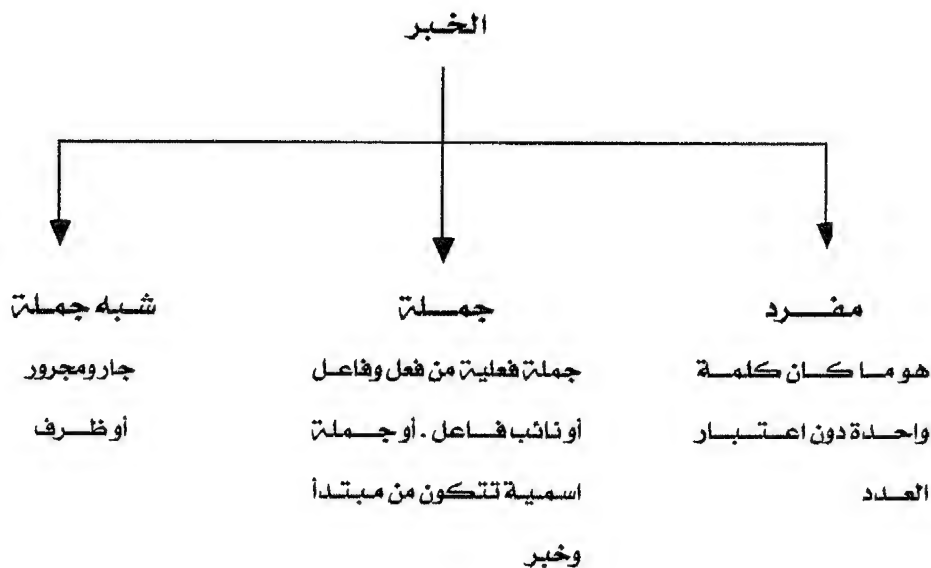 الخبر
مفرد
هو ما كان كلمة
واحدة دون اعتبار
العدد
جملة
جملة فعلية من فعل وفاعل
أو نائب فاعل . أو جملة
اسمية تتكون من مبتدأ
وخبر
شبه جملة
جار ومجرور
أو ظرف